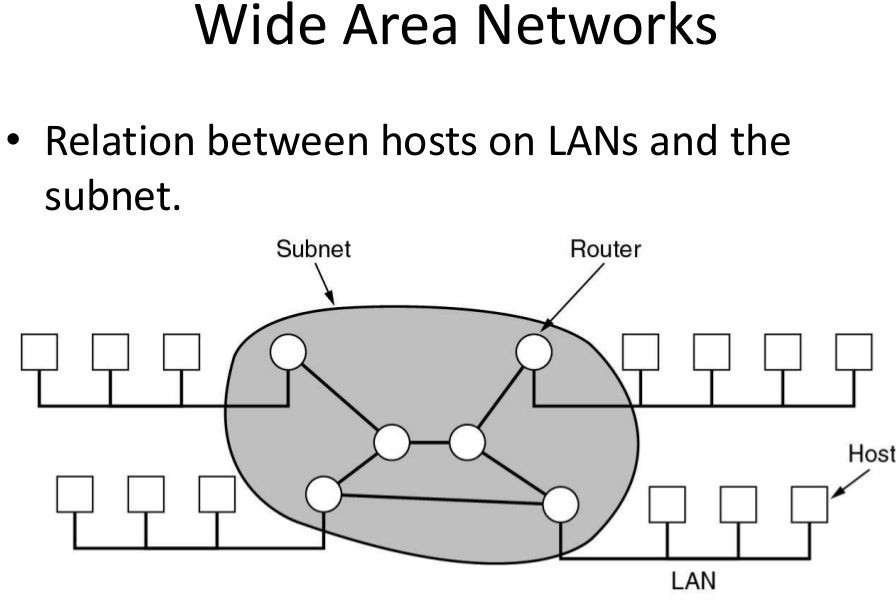 Wide Area Networks
• Relation between hosts on LANs and the
subnet.
Subnet
Router
Host
LAN